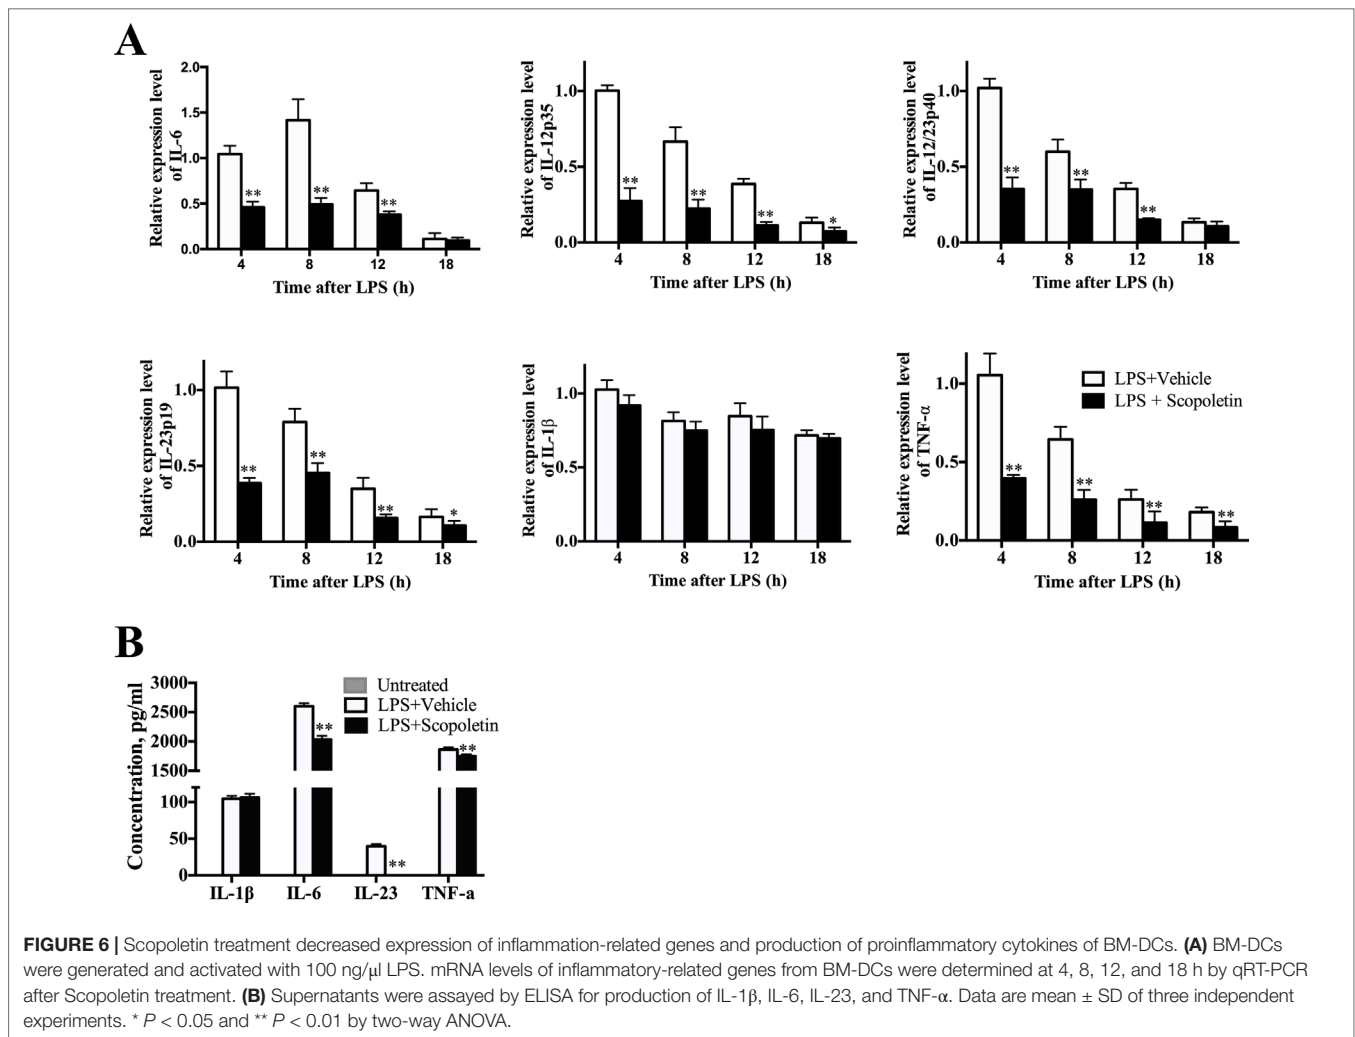 A
Relative expression level
of IL-6
2.0
1.5
1.0
0.5
0.0
**
**
**
4 8 12 18
Time after LPS (h)
Relative expression level
of IL-12p35
1.0
0.5
0.0
**
**
**
*
4 8 12 18
Time after LPS (h)
Relative expression level
of IL-12/23p40
1.0
0.5
0.0
**
**
**
4 8 12 18
Time after LPS (h)
Relative expression level
of IL-23p19
1.0
0.5
0.0
**
**
**
*
4 8 12 18
Time after LPS (h)
Relative expression level
of IL-1β
1.0
0.5
0.0
4 8 12 18
Time after LPS (h)
Relative expression level
of TNF-α
1.0
0.5
0.0
LPS+Vehicle
LPS + Scopoletin
**
**
**
**
4 8 12 18
Time after LPS (h)
B
Concentration, pg/ml
3000
2500
2000
1500
100
50
0
Untreated
LPS+Vehicle
LPS+Scopoletin
**
**
**
IL-1β IL-6 IL-23 TNF-a
FIGURE 6 | Scopoletin treatment decreased expression of inflammation-related genes and production of proinflammatory cytokines of BM-DCs. (A) BM-DCs
were generated and activated with 100 ng/μl LPS. mRNA levels of inflammatory-related genes from BM-DCs were determined at 4, 8, 12, and 18 h by qRT-PCR
after Scopoletin treatment. (B) Supernatants were assayed by ELISA for production of IL-1β, IL-6, IL-23, and TNF-α. Data are mean ± SD of three independent
experiments. * P < 0.05 and ** P < 0.01 by two-way ANOVA.